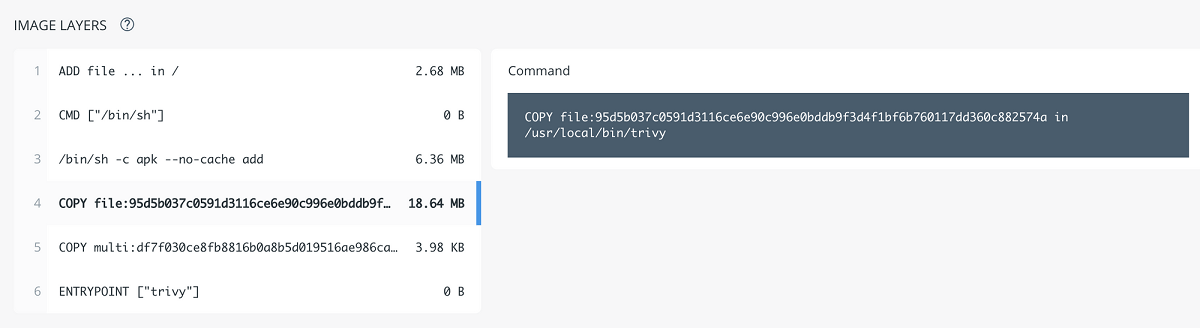 IMAGE LAYERS ?
1 ADD file ... in / 2.68 MB
2 CMD ["/bin/sh"] 0 B
3 /bin/sh -c apk --no-cache add 6.36 MB
4 COPY file:95d5b037c0591d3116ce6e90c996e0bddb9f… 18.64 MB
5 COPY multi:df7f030ce8fb8816b0a8b5d019516ae986ca… 3.98 KB
6 ENTRYPOINT ["trivy"] 0 B
Command
COPY file:95d5b037c0591d3116ce6e90c996e0bddb9f3d4f1bf6b760117dd360c882574a in
/usr/local/bin/trivy